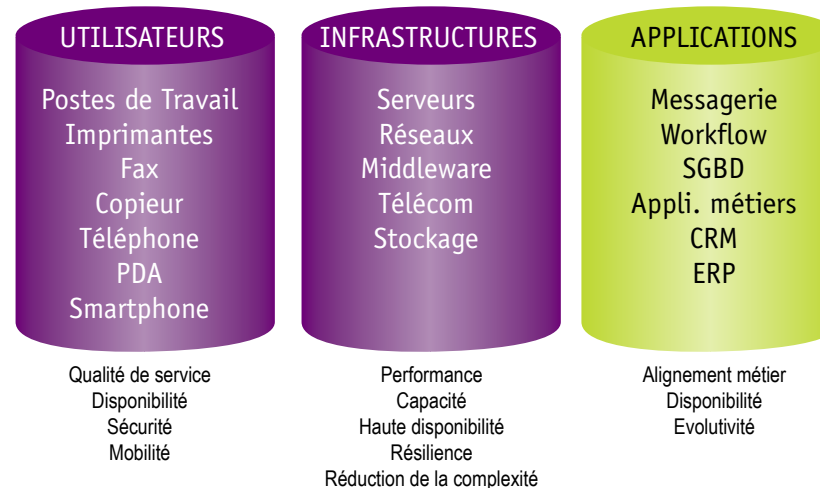 UTILISATEURS
Postes de Travail
Imprimantes
Fax
Copieur
Téléphone
PDA
Smartphone
Qualité de service
Disponibilité
Sécurité
Mobilité
INFRASTRUCTURES
Serveurs
Réseaux
Middleware
Télécom
Stockage
Performance
Capacité
Haute disponibilité
Résilience
Réduction de la complexité
APPLICATIONS
Messagerie
Workflow
SGBD
Appli. métiers
CRM
ERP
Alignement métier
Disponibilité
Evolutivité